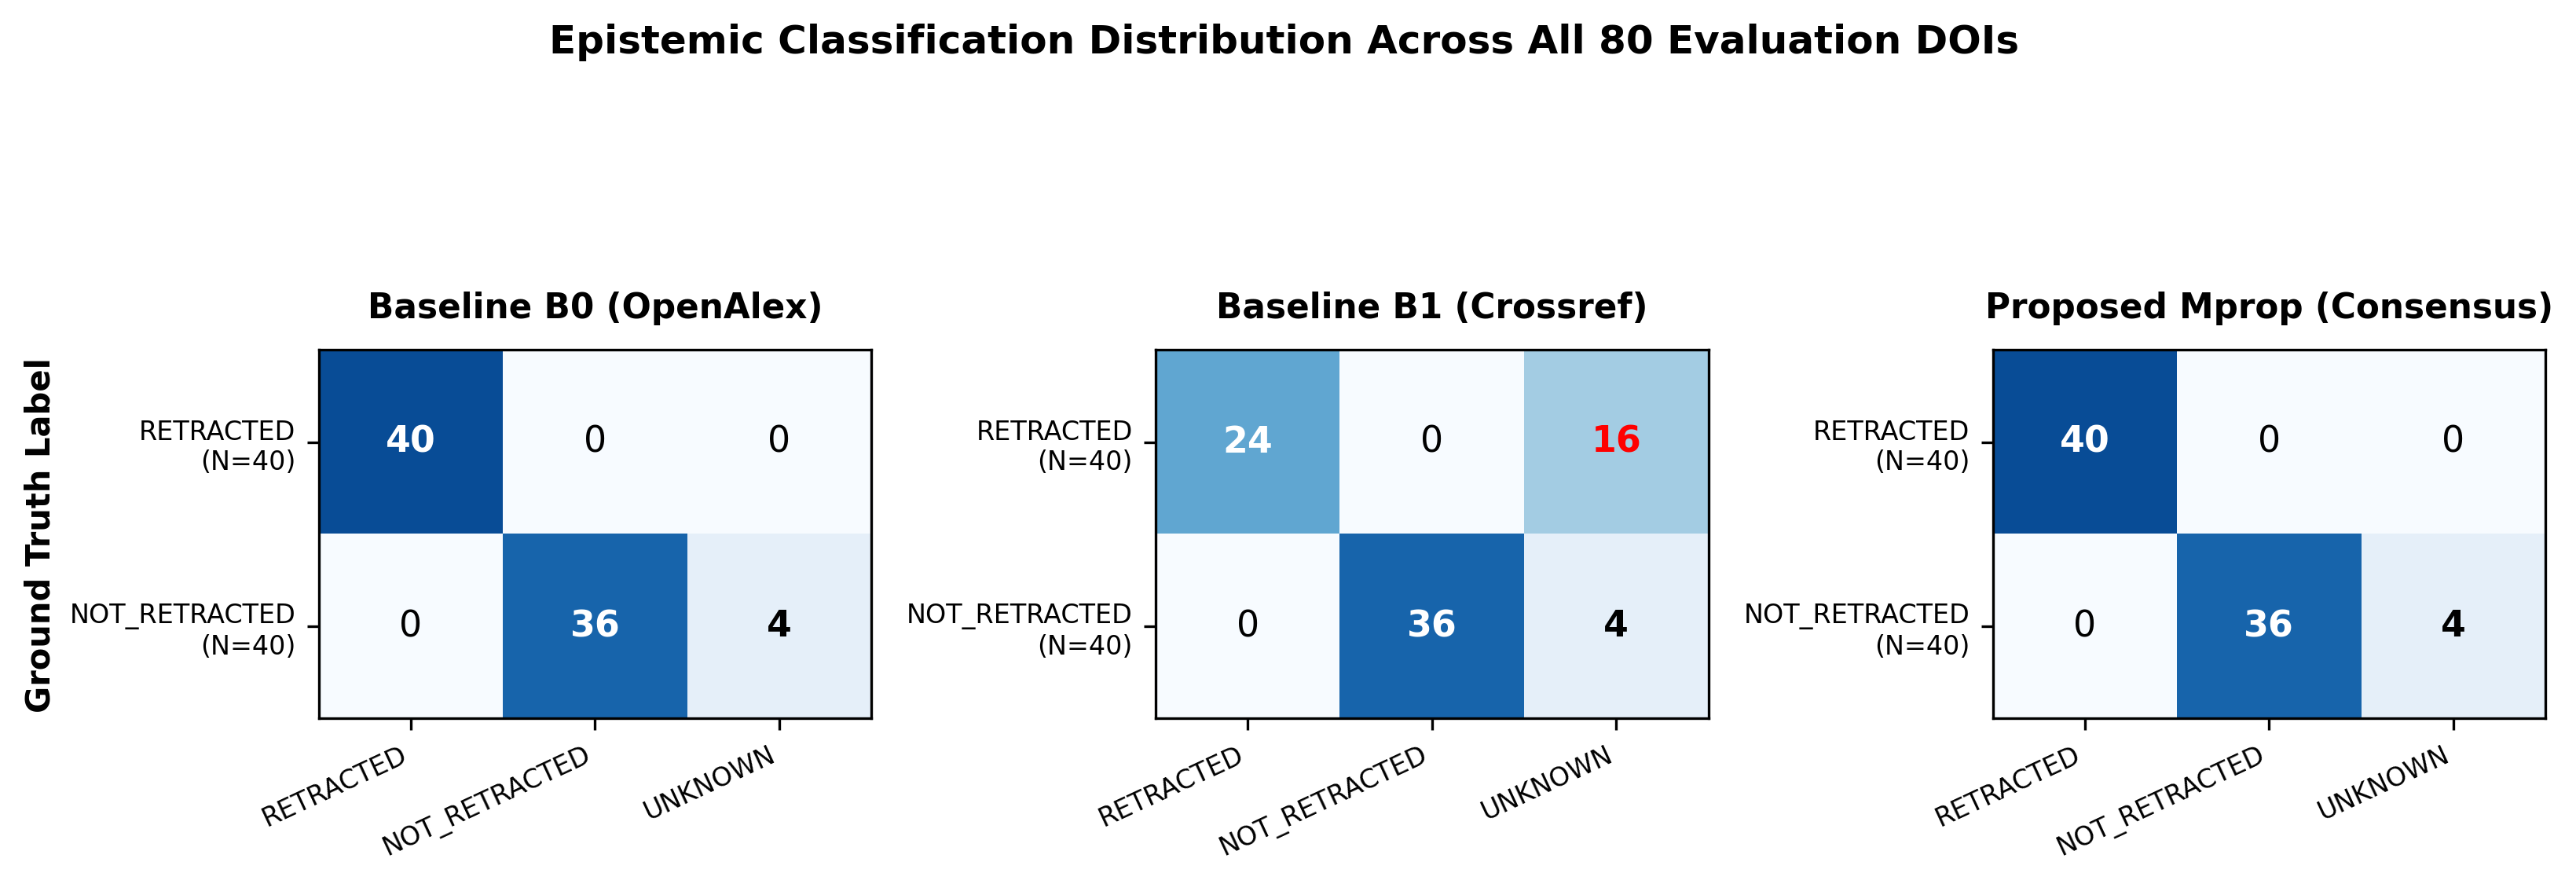 Epistemic Classification Distribution Across All 80 Evaluation DOIs
Ground Truth Label
Baseline B0 (OpenAlex)
RETRACTED
(N=40)
40 0 0
NOT_RETRACTED
(N=40)
0 36 4
RETRACTED
NOT_RETRACTED
UNKNOWN
Baseline B1 (Crossref)
RETRACTED
(N=40)
24 0 16
NOT_RETRACTED
(N=40)
0 36 4
RETRACTED
NOT_RETRACTED
UNKNOWN
Proposed Mprop (Consensus)
RETRACTED
(N=40)
40 0 0
NOT_RETRACTED
(N=40)
0 36 4
RETRACTED
NOT_RETRACTED
UNKNOWN